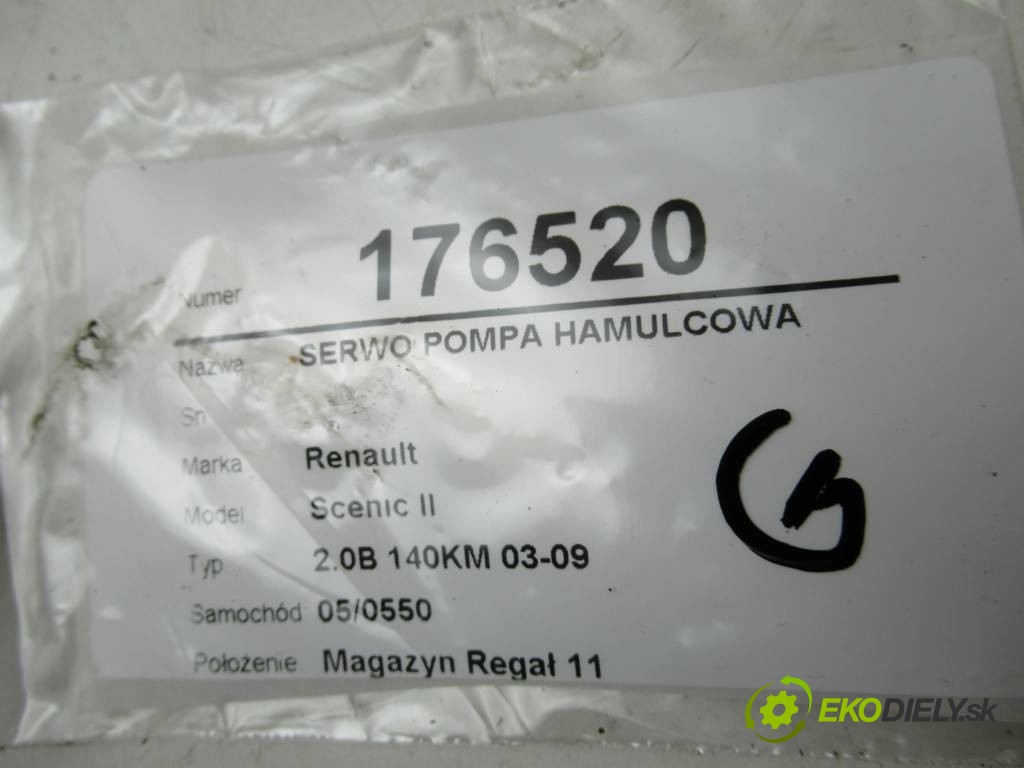 Numer 176520
Nazwa SERWO POMPA HAMULCOWA
Sn
Marka Renault
Model Scenic II
Typ 2.0B 140KM 03-09
Samochód 05/0550
Położenie Magazyn Regał 11
EKODIELY.sk